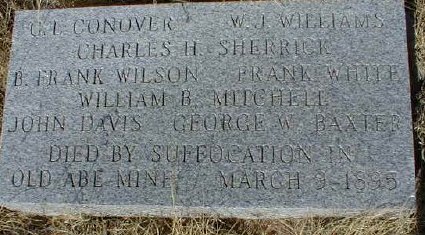 CONOVER W. J. WILLIAMS
CHARLES H. SHERRICK
B. FRANK WILSON FRANK WHITE
WILLIAM B. MITCHELL
JOHN DAVIS GEORGE W. BAXTER
DIED BY SUFFOCATION IN
OLD ABE MINE MARCH 9-1895